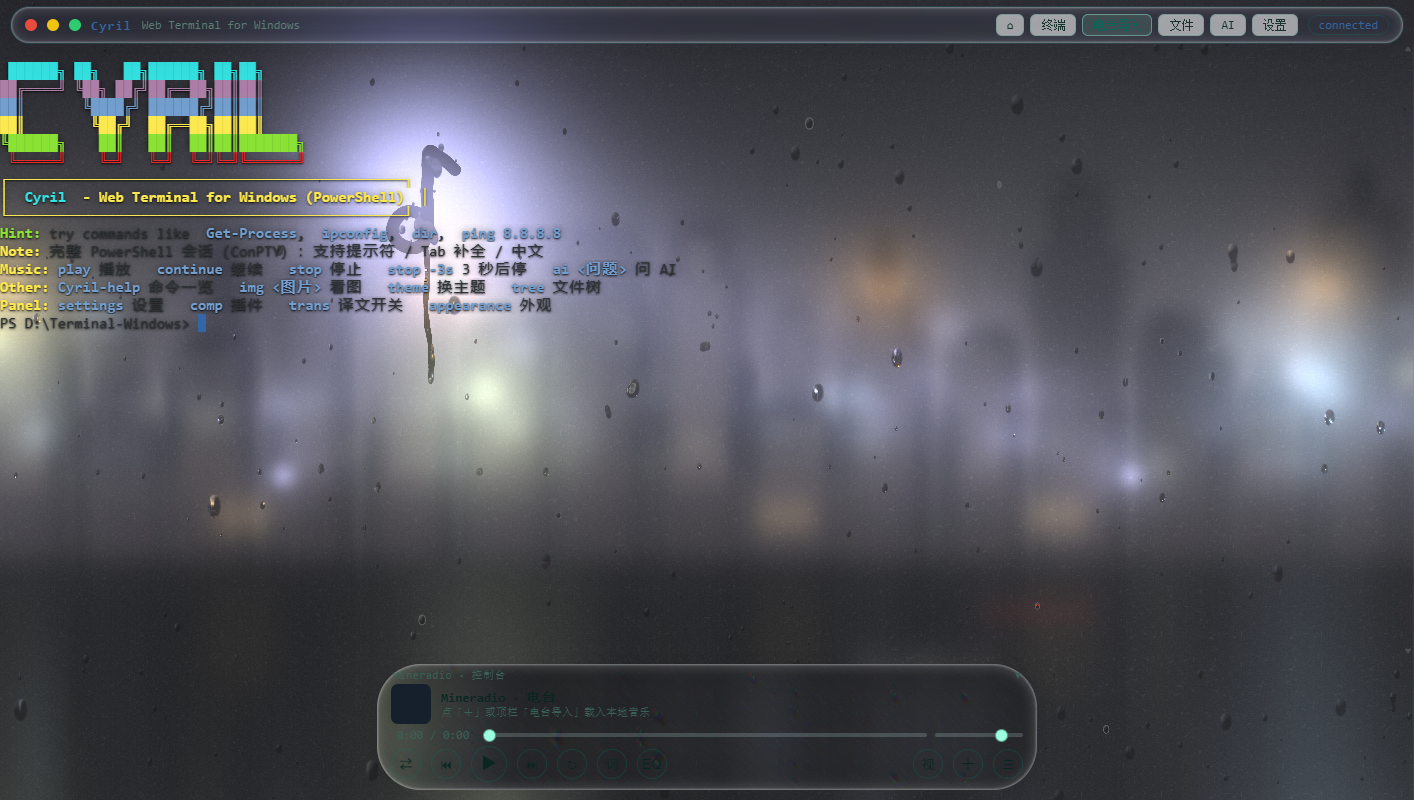 Cyril Web Terminal for Windows ⌂ 终端 文件 AI 设置 connected
CYRIL
Cyril - Web Terminal for Windows (PowerShell)
Hint: try commands like Get-Process, ipconfig, dir, ping 8.8.8.8
Note: 完整 PowerShell 会话 (ConPTY) : 支持提示符 / Tab 补全 / 中文
Music: play 播放 continue 继续 stop 停止 stop -3s 3 秒后停 ai <问题> 问 AI
Other: Cyril-help 命令一览 img <图片> 看图 theme 换主题 tree 文件树
Panel: settings 设置 comp 插件 trans 译文开关 appearance 外观
PS D:\Terminal-Windows>
Mineradio · 控制台
Mineradio · 电台
点「＋」或顶栏「电台导入」载入本地音乐
0:00 / 0:00
视 ＋ 三